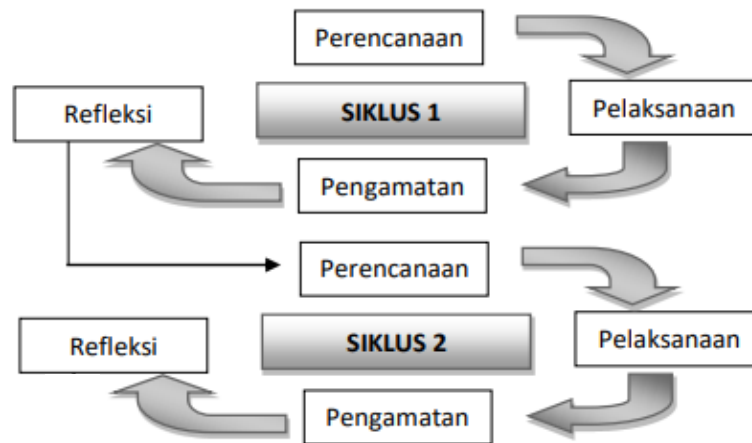 Perencanaan
Refleksi
SIKLUS 1
Pelaksanaan
Pengamatan
Perencanaan
Refleksi
SIKLUS 2
Pelaksanaan
Pengamatan